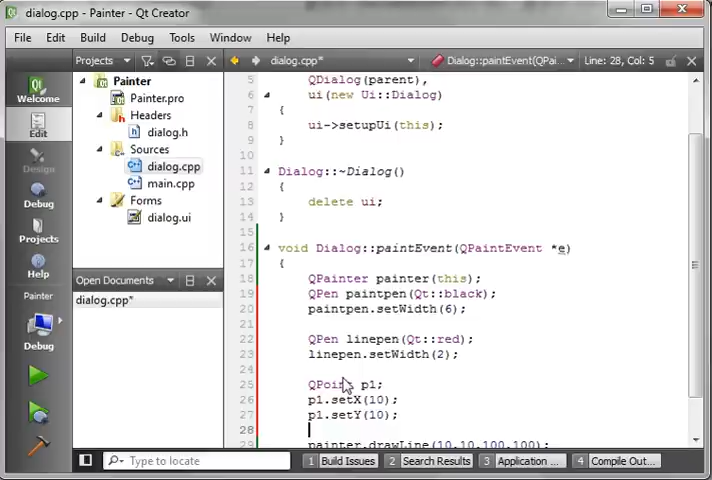 dialog.cpp - Painter - Qt Creator
File Edit Build Debug Tools Window Help
Projects dialog.cpp* Dialog::paintEvent(QPai... Line: 28, Col: 5
Welcome
Edit
Design
Debug
Projects
Help
Painter
Debug
Painter
Painter.pro
Headers
dialog.h
Sources
dialog.cpp
main.cpp
Forms
dialog.ui
Open Documents
dialog.cpp*
5 QDialog(parent),
6 ui(new Ui::Dialog)
7 {
8 ui->setupUi(this);
9 }
10
11 Dialog::~Dialog()
12 {
13 delete ui;
14 }
15
16 void Dialog::paintEvent(QPaintEvent *e)
17 {
18 QPainter painter(this);
19 QPen paintpen(Qt::black);
20 paintpen.setWidth(6);
21
22 QPen linepen(Qt::red);
23 linepen.setWidth(2);
24
25 QPoint p1;
26 p1.setX(10);
27 p1.setY(10);
28
29 painter.drawLine(10,10,100,100);
Type to locate 1 Build Issues 2 Search Results 3 Application ... 4 Compile Out...